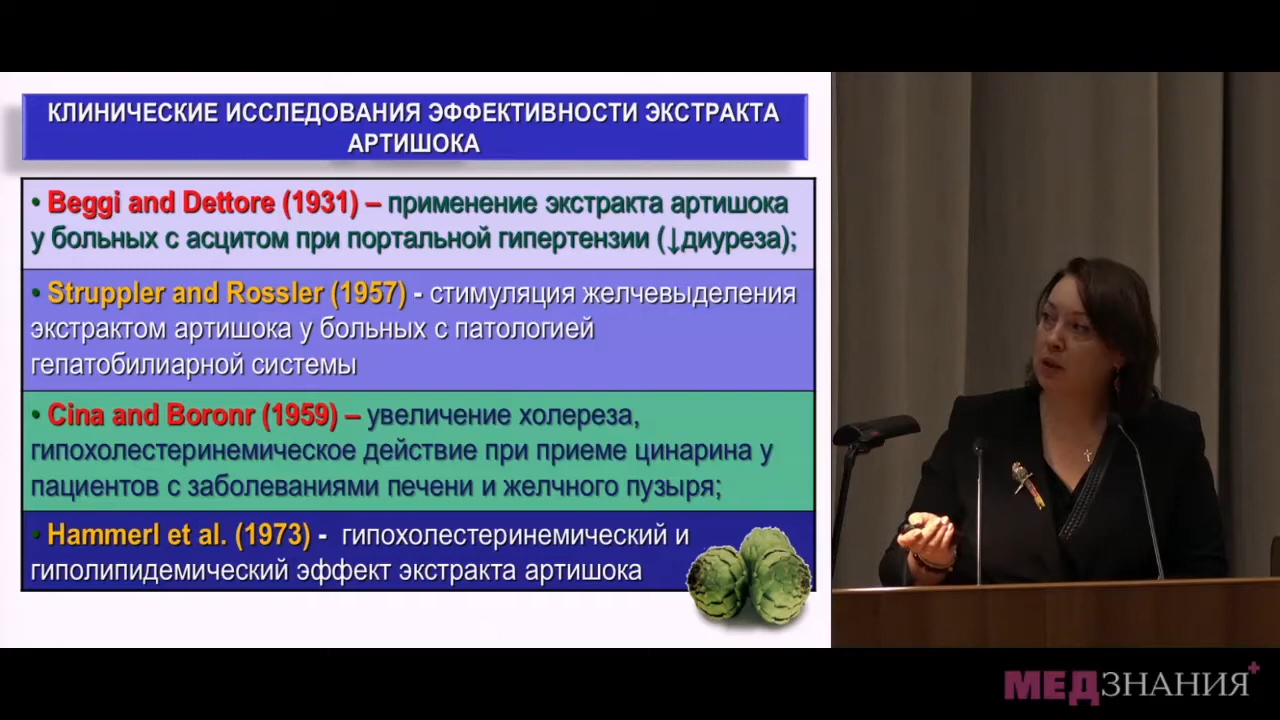 КЛИНИЧЕСКИЕ ИССЛЕДОВАНИЯ ЭФФЕКТИВНОСТИ ЭКСТРАКТА
АРТИШОКА
• Beggi and Dettore (1931) – применение экстракта артишока
у больных с асцитом при портальной гипертензии (↓диуреза);
• Struppler and Rossler (1957) - стимуляция желчевыделения
экстрактом артишока у больных с патологией
гепатобилиарной системы
• Cina and Boronr (1959) – увеличение холереза,
гипохолестеринемическое действие при приеме цинарина у
пациентов с заболеваниями печени и желчного пузыря;
• Hammerl et al. (1973) - гипохолестеринемический и
гиполипидемический эффект экстракта артишока
МЕДЗНАНИЯ+